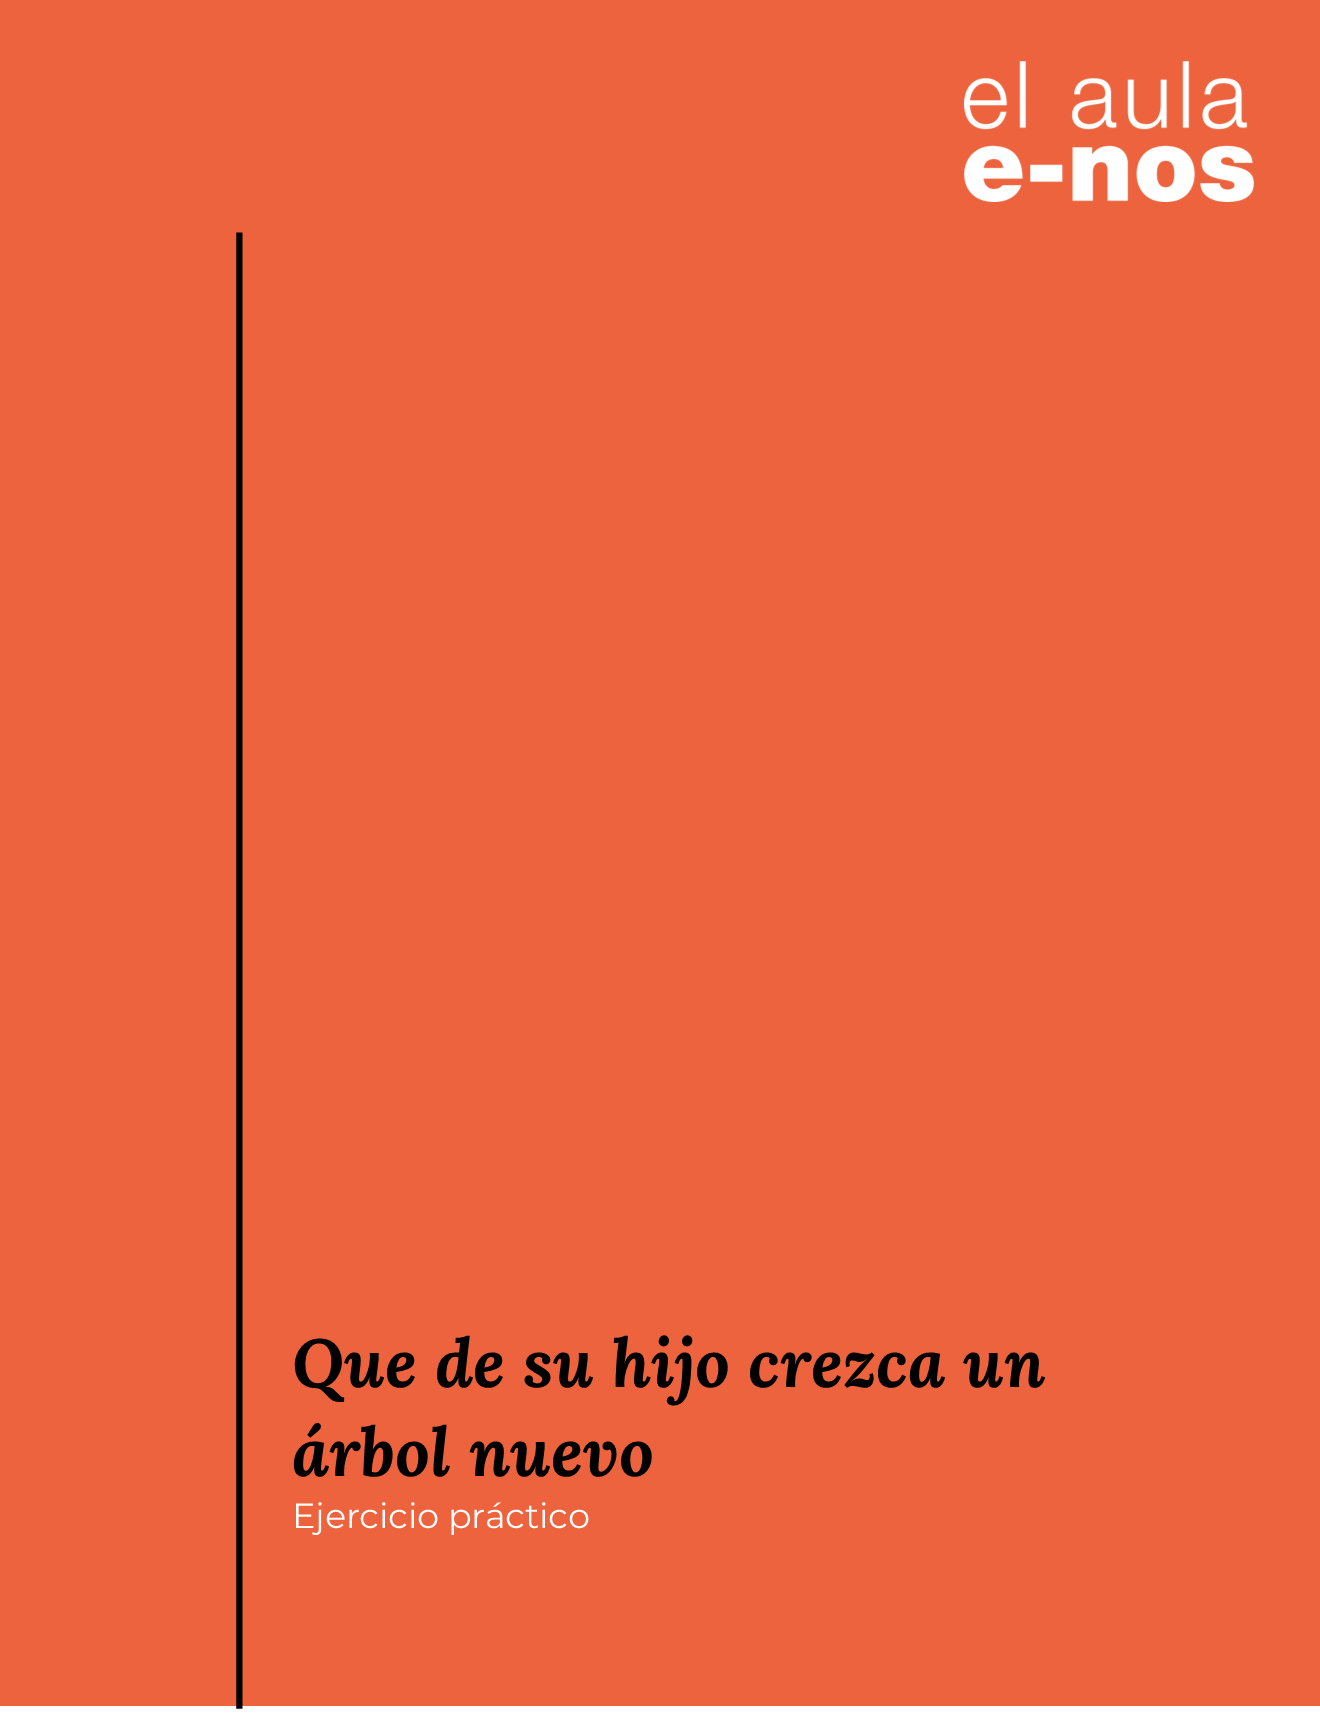 el aula
e-nos
Que de su hijo crezca un
árbol nuevo
Ejercicio práctico